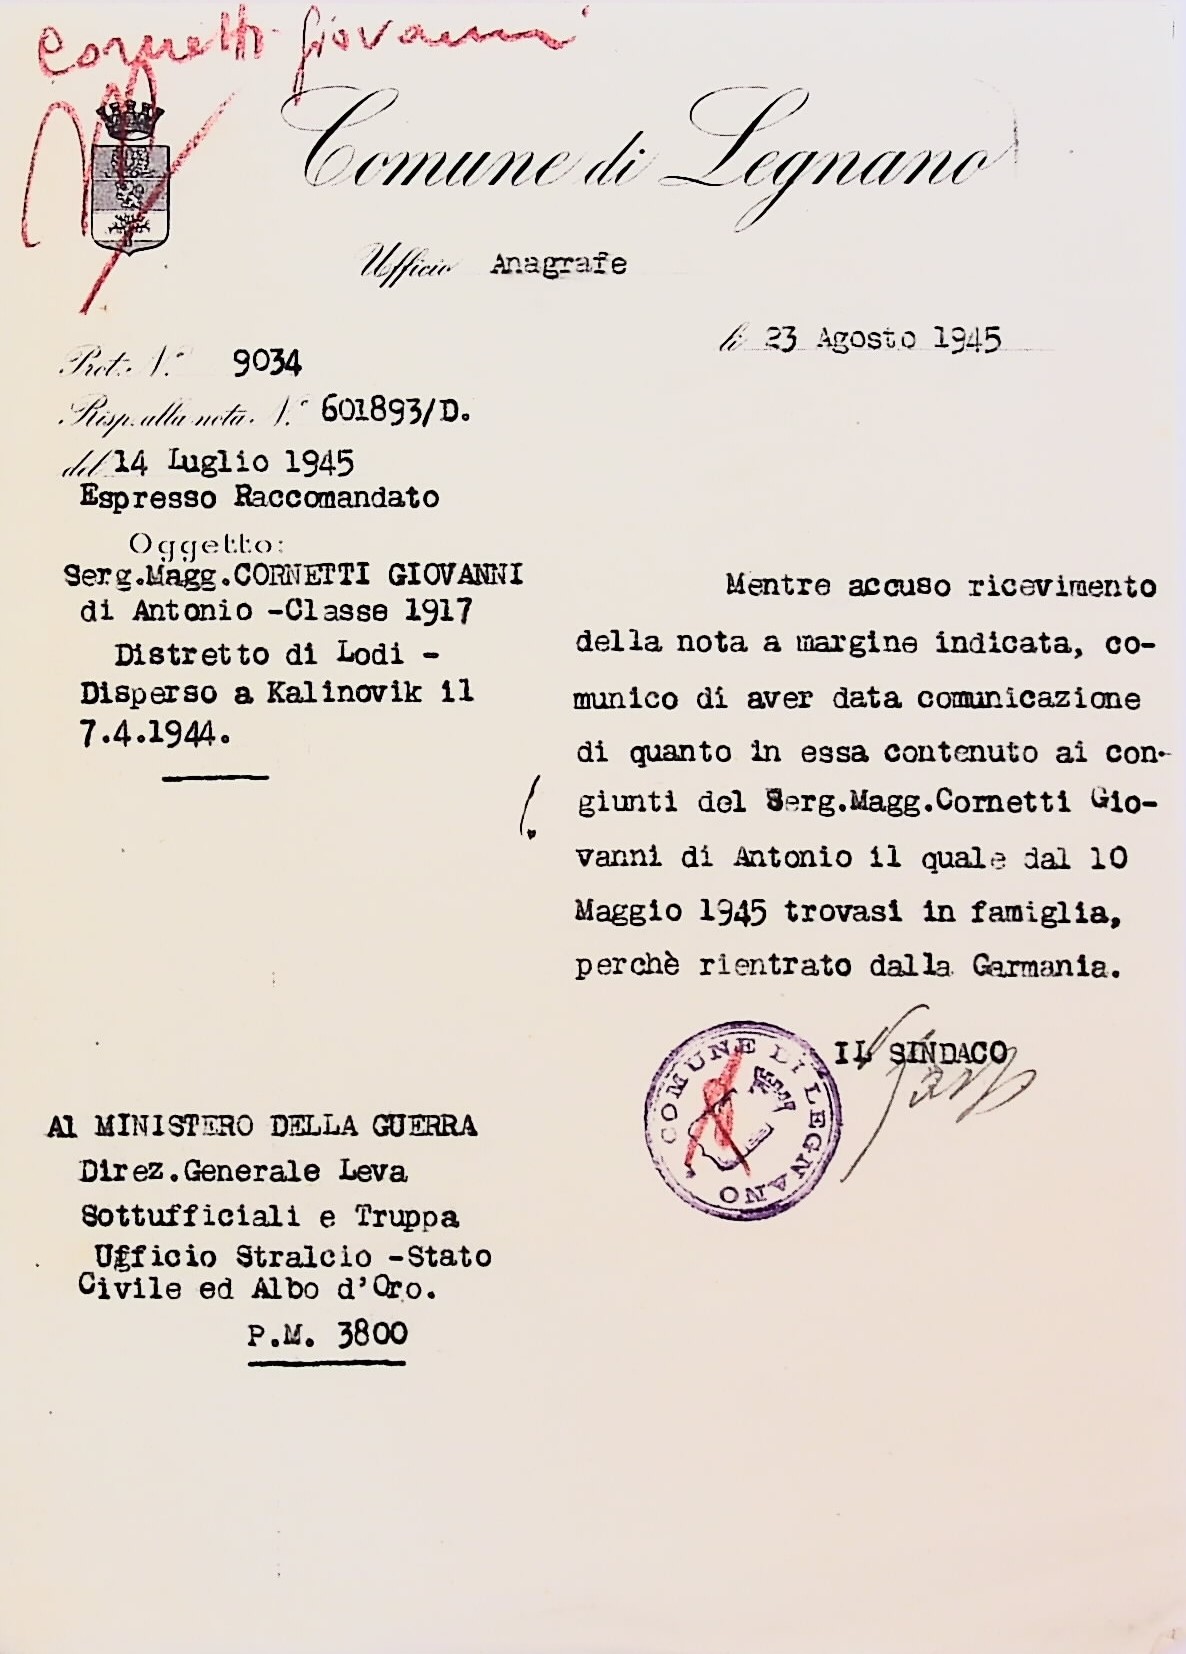 Cornetti Giovanni
Comune di Legnano
Ufficio Anagrafe
li 23 Agosto 1945
Prot. N.° 9034
Risp. alla nota N.° 601893/D.
del 14 Luglio 1945
Espresso Raccomandato
Oggetto:
Serg.Magg.CORNETTI GIOVANNI
di Antonio -Classe 1917
Distretto di Lodi -
Disperso a Kalinovik il
7.4.1944.
Mentre accuso ricevimento
della nota a margine indicata, co-
munico di aver data comunicazione
di quanto in essa contenuto ai con-
giunti del Serg.Magg.Cornetti Gio-
vanni di Antonio il quale dal 10
Maggio 1945 trovasi in famiglia,
perchè rientrato dalla Garmania.
IL SINDACO
COMUNE DI LEGNANO
Al MINISTERO DELLA GUERRA
Direz.Generale Leva
Sottufficiali e Truppa
Ufficio Stralcio -Stato
Civile ed Albo d'Oro.
P.M. 3800